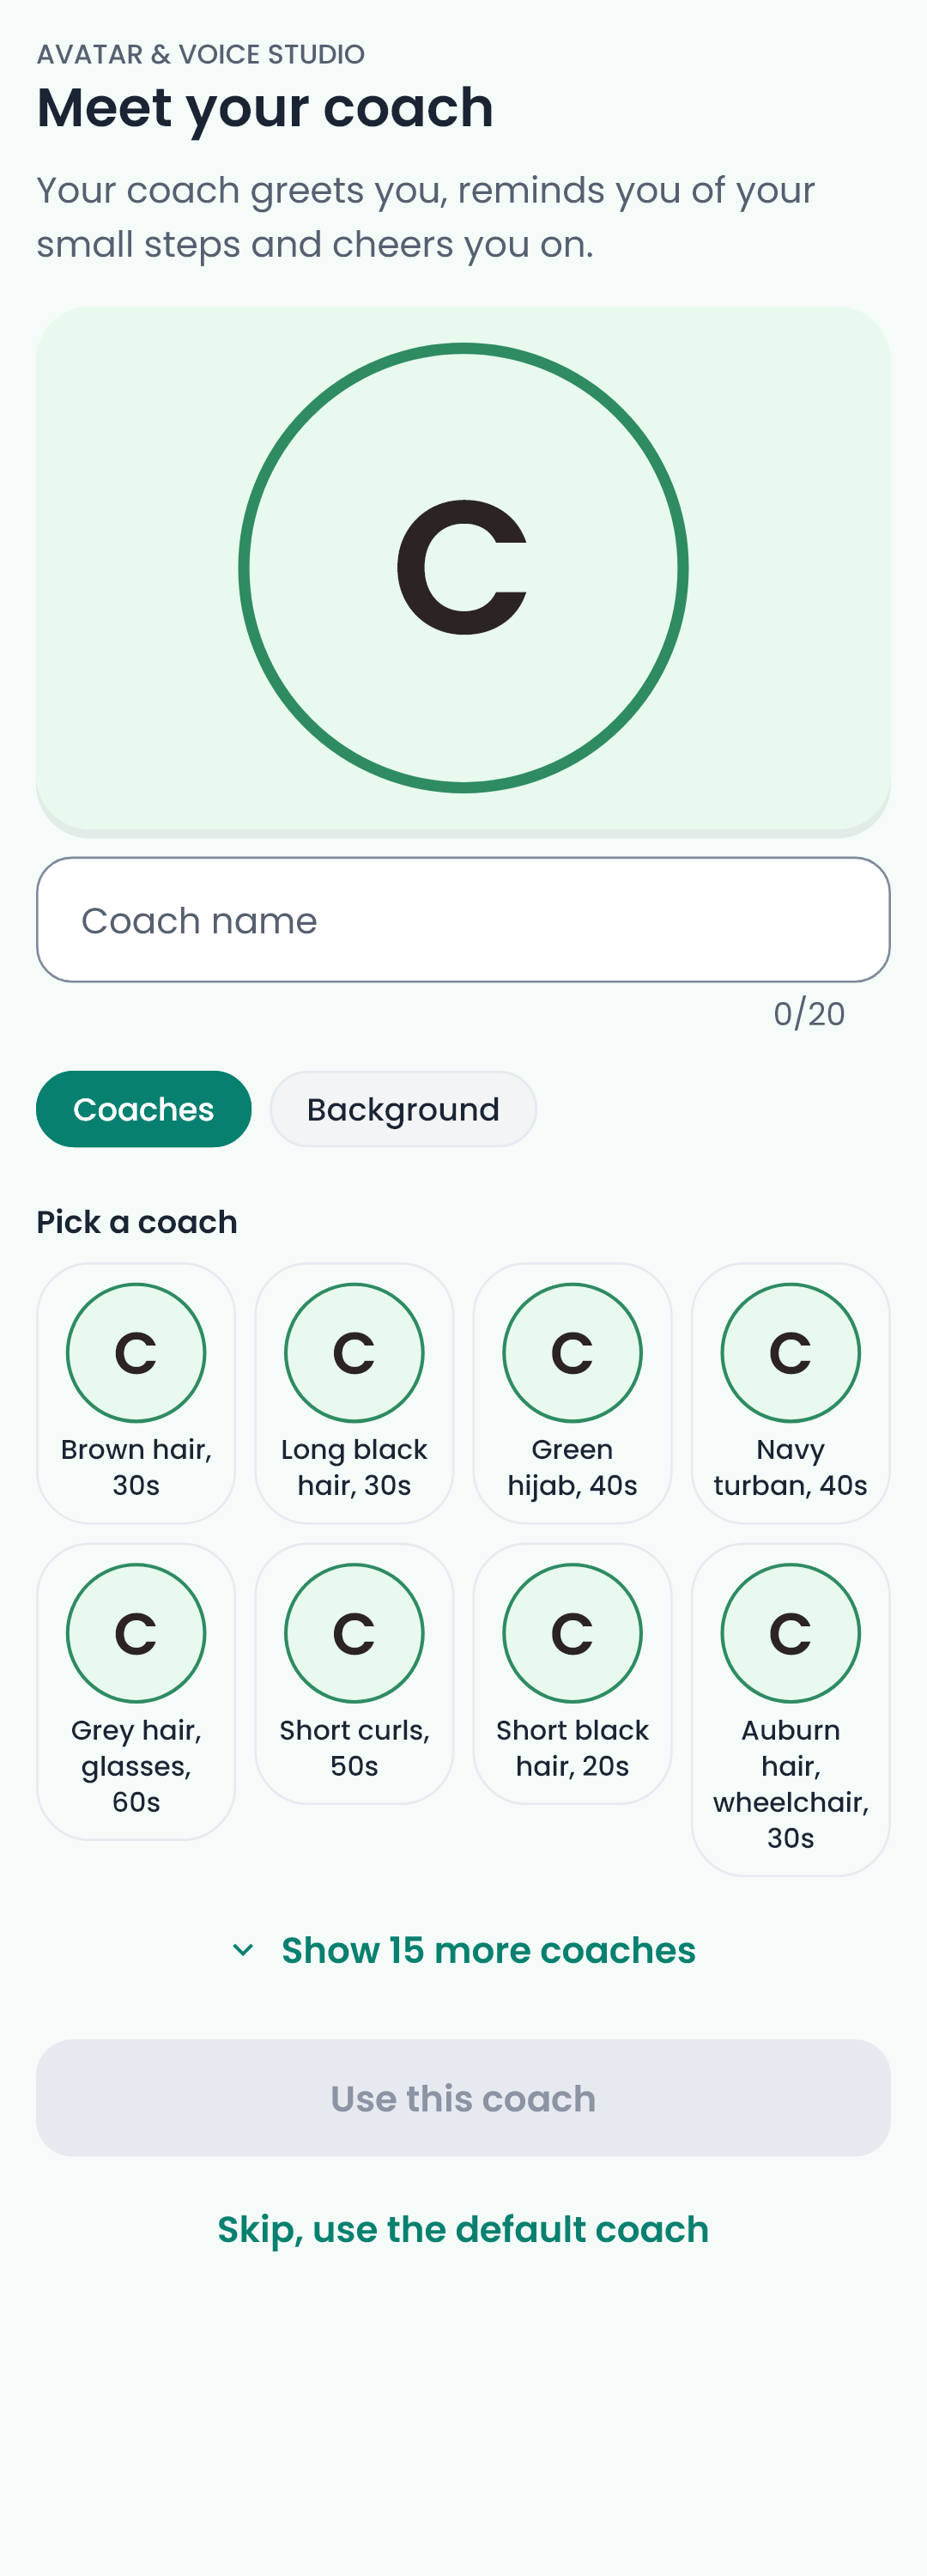 AVATAR & VOICE STUDIO
Meet your coach
Your coach greets you, reminds you of your
small steps and cheers you on.
C
Coach name
0/20
Coaches
Background
Pick a coach
C
Brown hair,
30s
C
Long black
hair, 30s
C
Green
hijab, 40s
C
Navy
turban, 40s
C
Grey hair,
glasses,
60s
C
Short curls,
50s
C
Short black
hair, 20s
C
Auburn
hair,
wheelchair,
30s
Show 15 more coaches
Use this coach
Skip, use the default coach